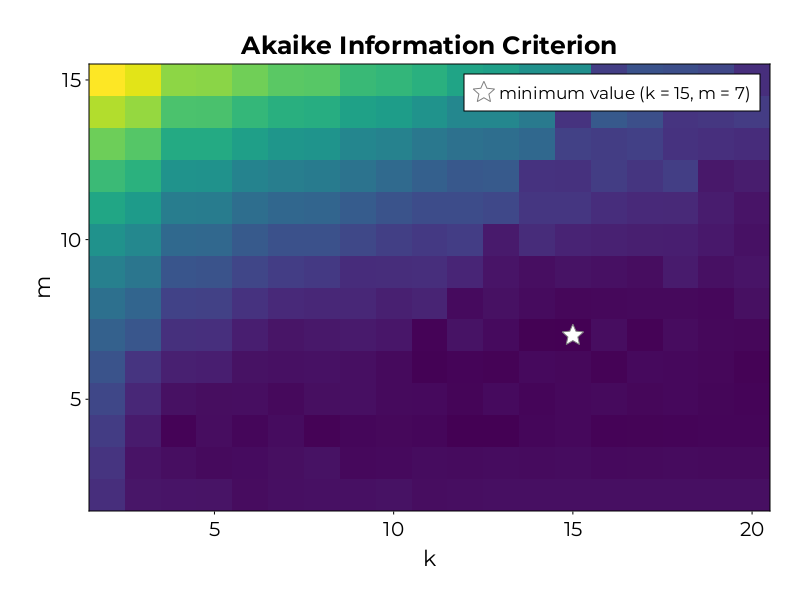 Akaike Information Criterion
minimum value (k = 15, m = 7)
15
10
5
m
5
10
15
20
k